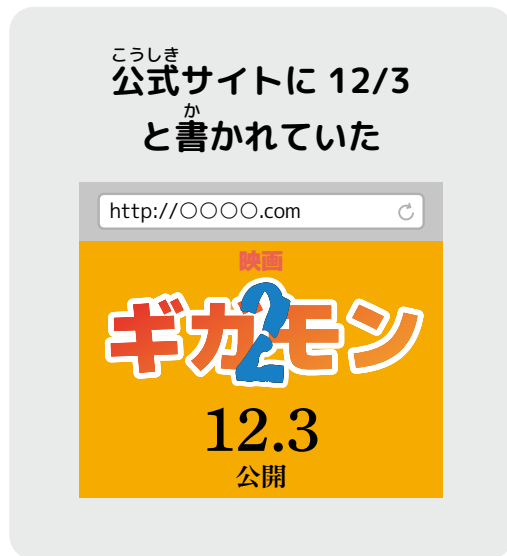 こうしき
公式サイトに 12/3
か
と書かれていた
http://〇〇〇〇.com
映画
ギガモン2
12.3
公開